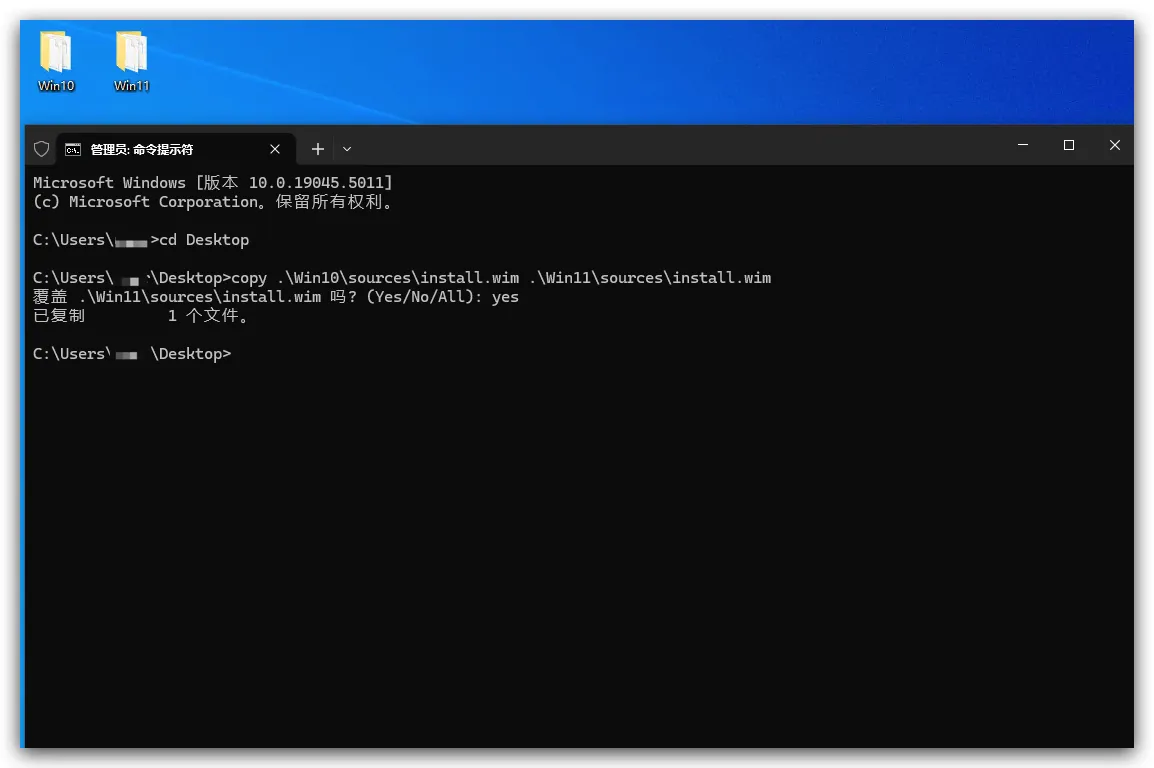 Win10
Win11
管理员: 命令提示符
Microsoft Windows [版本 10.0.19045.5011]
(c) Microsoft Corporation。保留所有权利。
C:\Users\ >cd Desktop
C:\Users\ \Desktop>copy .\Win10\sources\install.wim .\Win11\sources\install.wim
覆盖 .\Win11\sources\install.wim 吗? (Yes/No/All): yes
已复制         1 个文件。
C:\Users\ \Desktop>